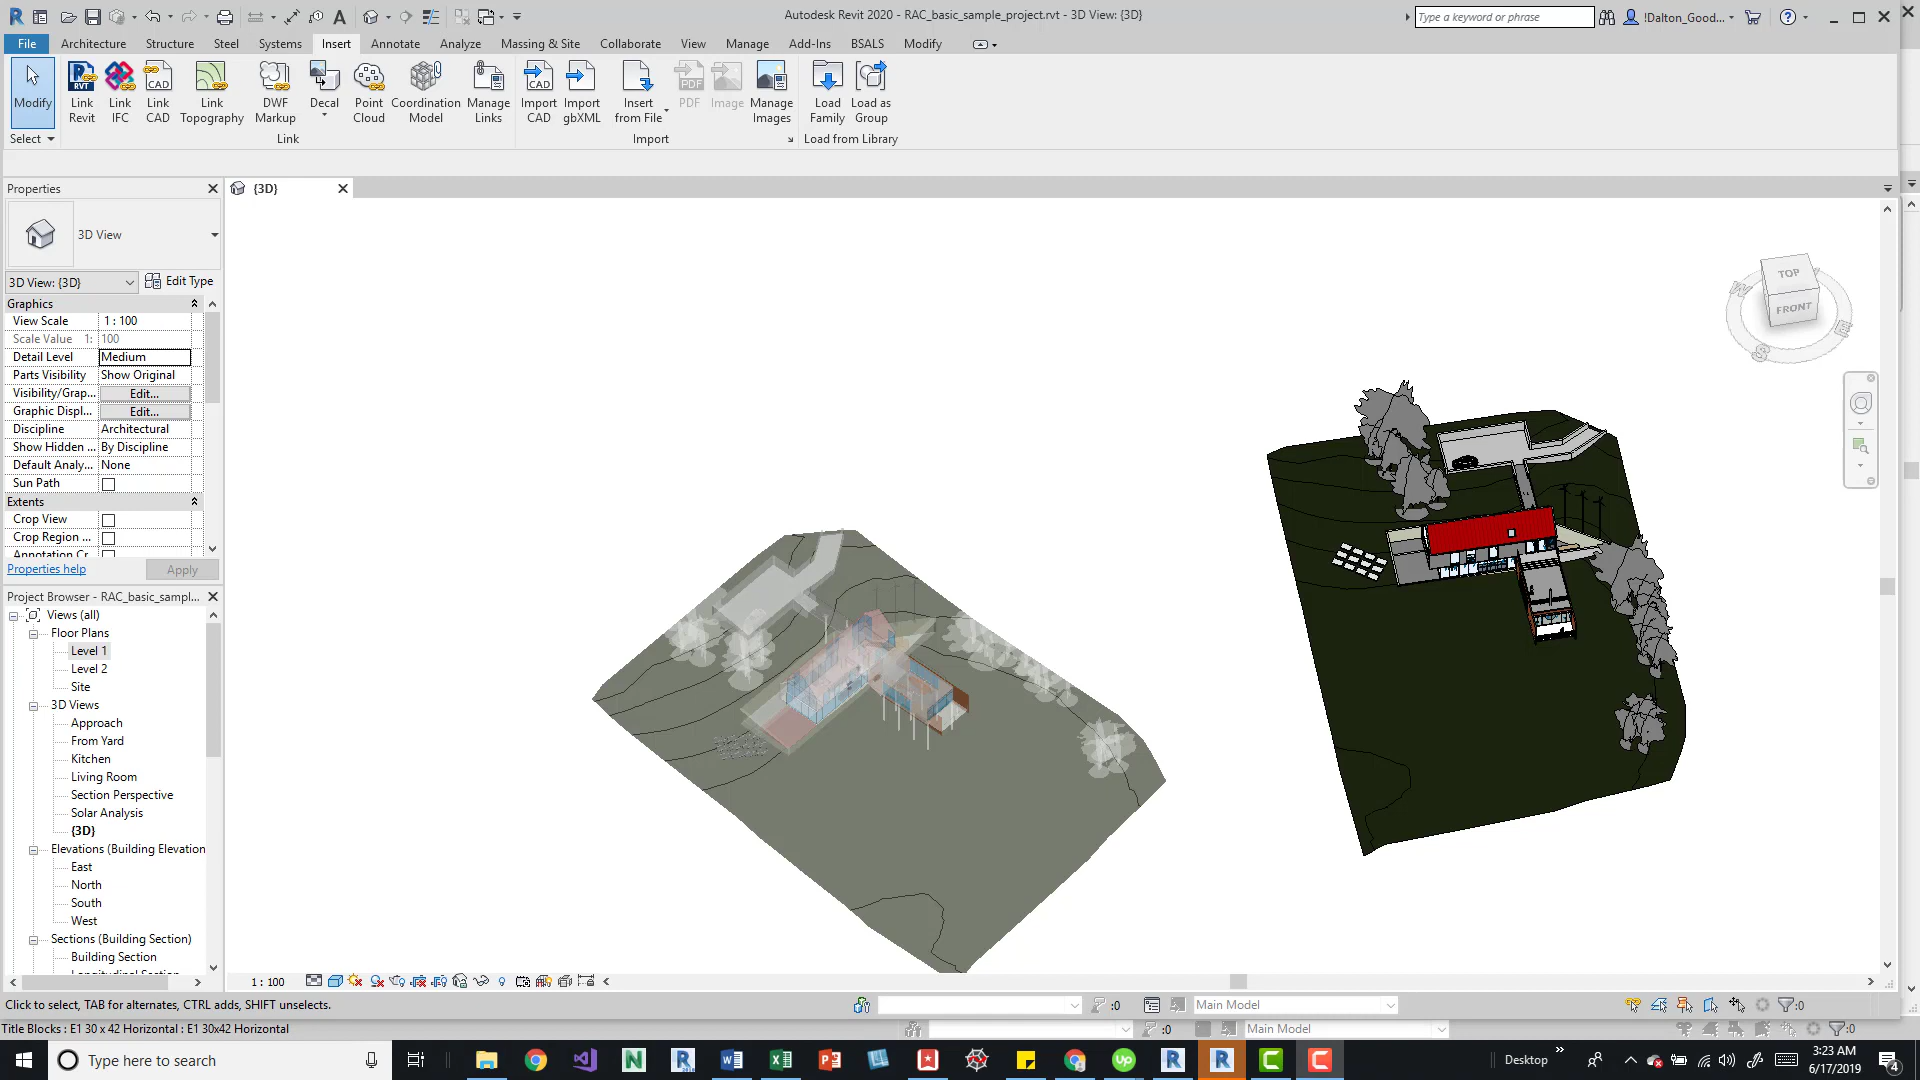 Autodesk Revit 2020 - RAC_basic_sample_project.rvt - 3D View: {3D}
Type a keyword or phrase
!Dalton_Good...
File Architecture Structure Steel Systems Insert Annotate Analyze Massing & Site Collaborate View Manage Add-Ins BSALS Modify
Modify
Link Revit
Link IFC
Link CAD
Link Topography
DWF Markup
Decal
Point Cloud
Coordination Model
Manage Links
Import CAD
Import gbXML
Insert from File
PDF
Image
Manage Images
Load Family
Load as Group
Select
Link
Import
Load from Library
Properties
{3D}
3D View
3D View: {3D}
Edit Type
Graphics
View Scale 1 : 100
Scale Value 1: 100
Detail Level Medium
Parts Visibility Show Original
Visibility/Grap... Edit...
Graphic Displ... Edit...
Discipline Architectural
Show Hidden ... By Discipline
Default Analy... None
Sun Path
Extents
Crop View
Crop Region ...
Annotation Cr
Properties help
Apply
Project Browser - RAC_basic_sampl...
Views (all)
Floor Plans
Level 1
Level 2
Site
3D Views
Approach
From Yard
Kitchen
Living Room
Section Perspective
Solar Analysis
{3D}
Elevations (Building Elevation
East
North
South
West
Sections (Building Section)
Building Section
Longitudinal Section
TOP
FRONT
W
S
E
1 : 100
Click to select, TAB for alternates, CTRL adds, SHIFT unselects.
:0
Main Model
:0
Title Blocks : E1 30 x 42 Horizontal : E1 30x42 Horizontal
:0
Main Model
:0
Type here to search
Desktop
3:23 AM
6/17/2019
4